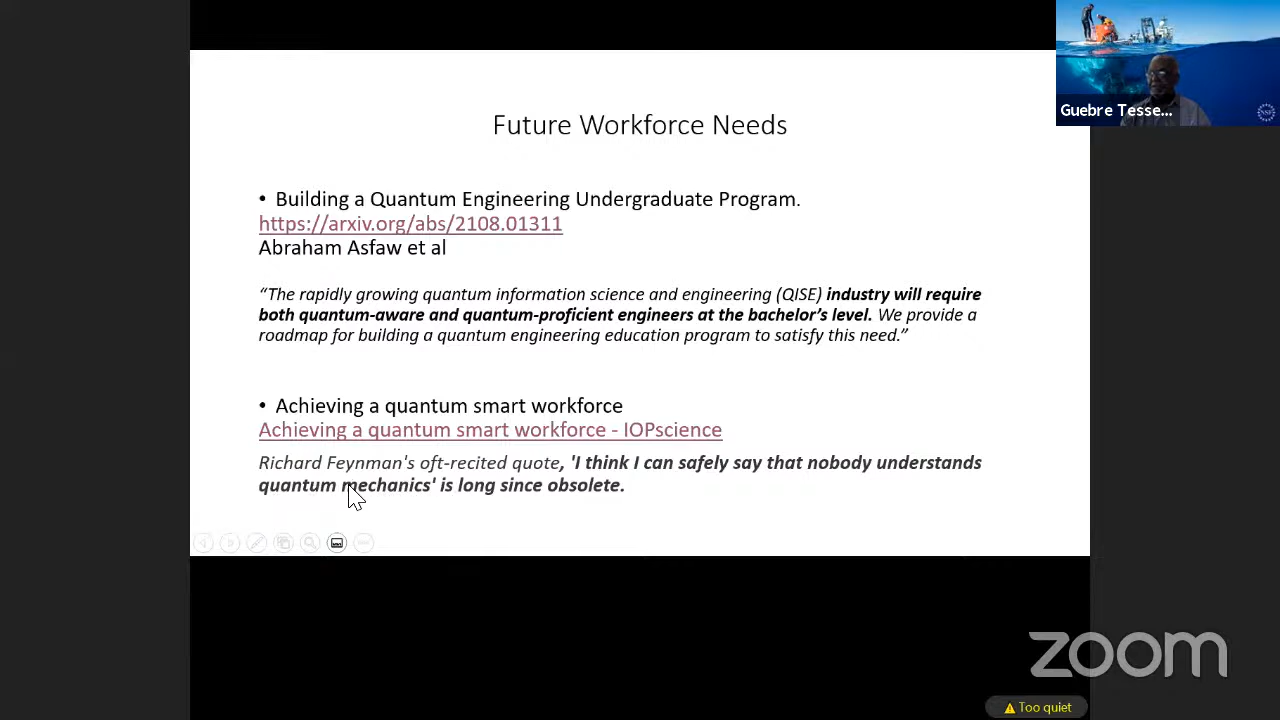 Guebre Tesse...
Future Workforce Needs
• Building a Quantum Engineering Undergraduate Program.
https://arxiv.org/abs/2108.01311
Abraham Asfaw et al
“The rapidly growing quantum information science and engineering (QISE) industry will require
both quantum-aware and quantum-proficient engineers at the bachelor’s level. We provide a
roadmap for building a quantum engineering education program to satisfy this need.”
• Achieving a quantum smart workforce
Achieving a quantum smart workforce - IOPscience
Richard Feynman's oft-recited quote, 'I think I can safely say that nobody understands
quantum mechanics' is long since obsolete.
zoom
Too quiet